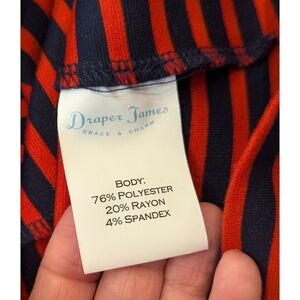 Draper James
GRACE & CHARM
BODY:
76% POLYESTER
20% RAYON
4% SPANDEX